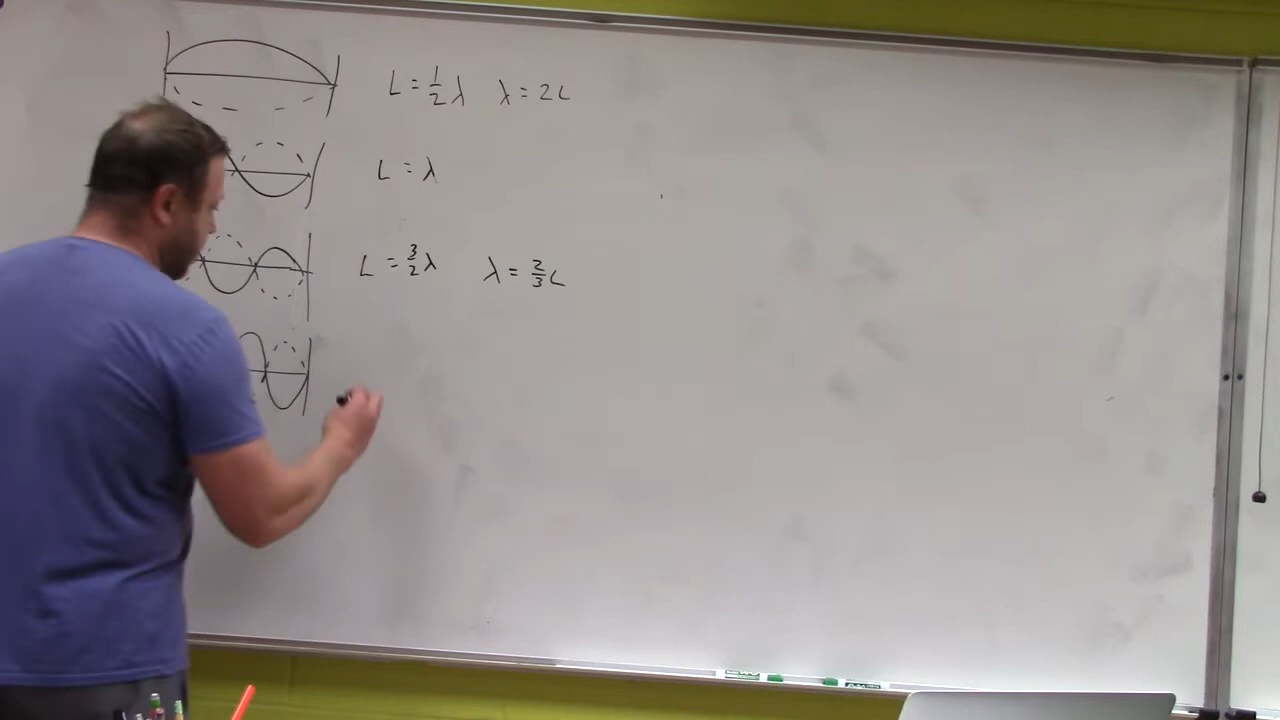 L = 1/2 λ λ = 2L
L = λ
L = 3/2 λ λ = 2/3 L